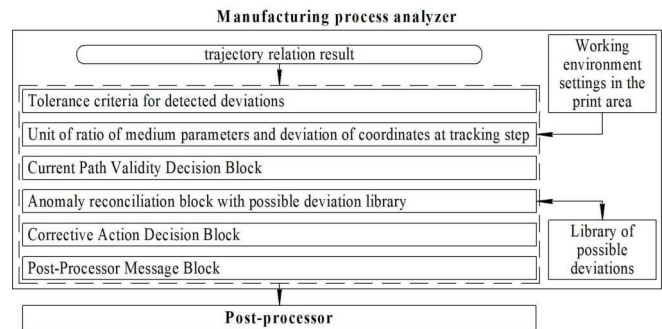 Manufacturing process analyzer
trajectory relation result
Working
environment
settings in the
print area
Tolerance criteria for detected deviations
Unit of ratio of medium parameters and deviation of coordinates at tracking step
Current Path Validity Decision Block
Anomaly reconciliation block with possible deviation library
Corrective Action Decision Block
Post-Processor Message Block
Library of
possible
deviations
Post-processor